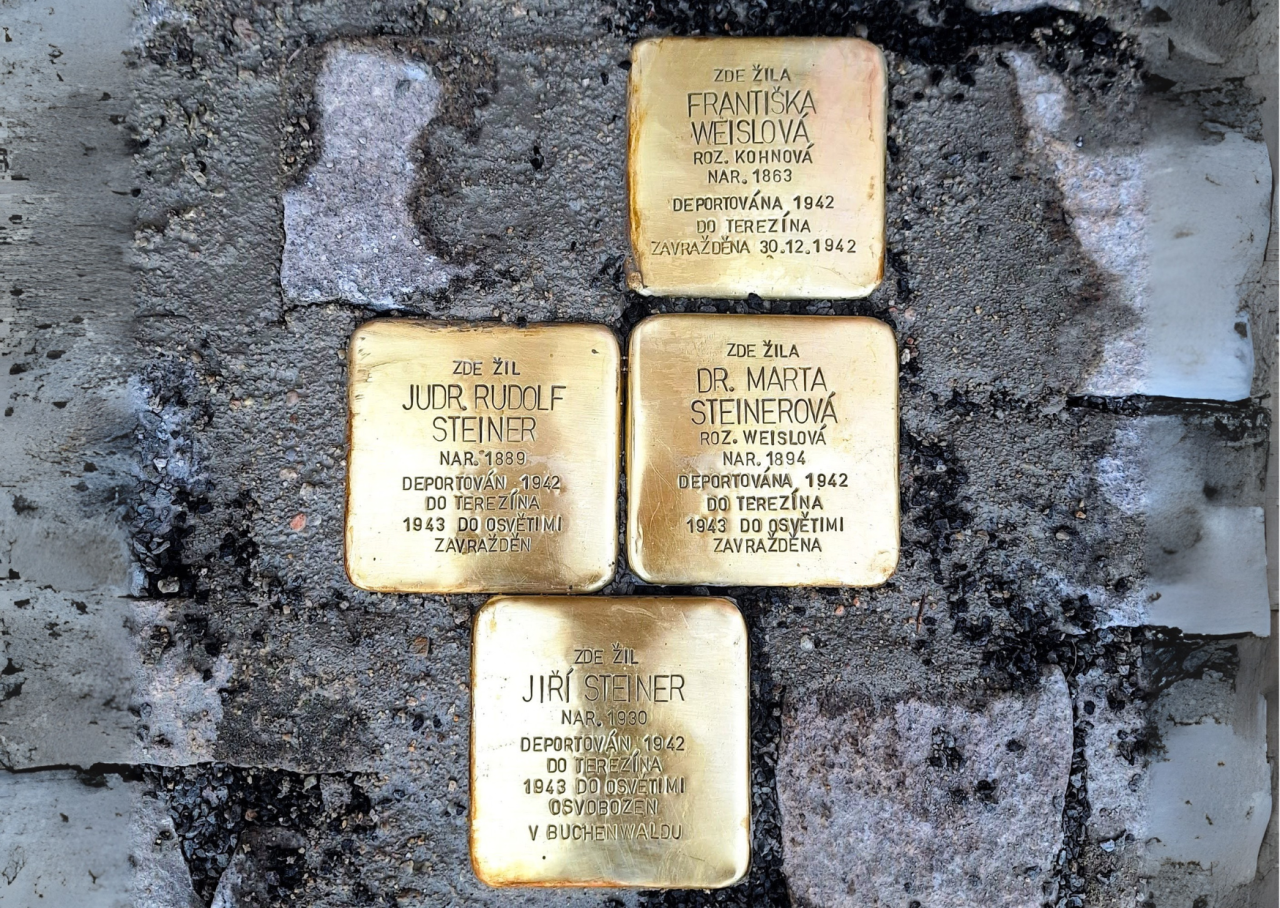 ZDE ŽILA
FRANTIŠKA
WEISLOVÁ
ROZ. KOHNOVÁ
NAR. 1863
DEPORTOVÁNA 1942
DO TEREZÍNA
ZAVRAŽDĚNA 30.12.1942
ZDE ŽIL
JUDR. RUDOLF
STEINER
NAR. 1889
DEPORTOVÁN 1942
DO TEREZÍNA
1943 DO OSVĚTIMI
ZAVRAŽDĚN
ZDE ŽILA
DR. MARTA
STEINEROVÁ
ROZ. WEISLOVÁ
NAR. 1894
DEPORTOVÁNA 1942
DO TEREZÍNA
1943 DO OSVĚTIMI
ZAVRAŽDĚNA
ZDE ŽIL
JIŘÍ STEINER
NAR. 1930
DEPORTOVÁN 1942
DO TEREZÍNA
1943 DO OSVĚTIMI
OSVOBOZEN
V BUCHENWALDU